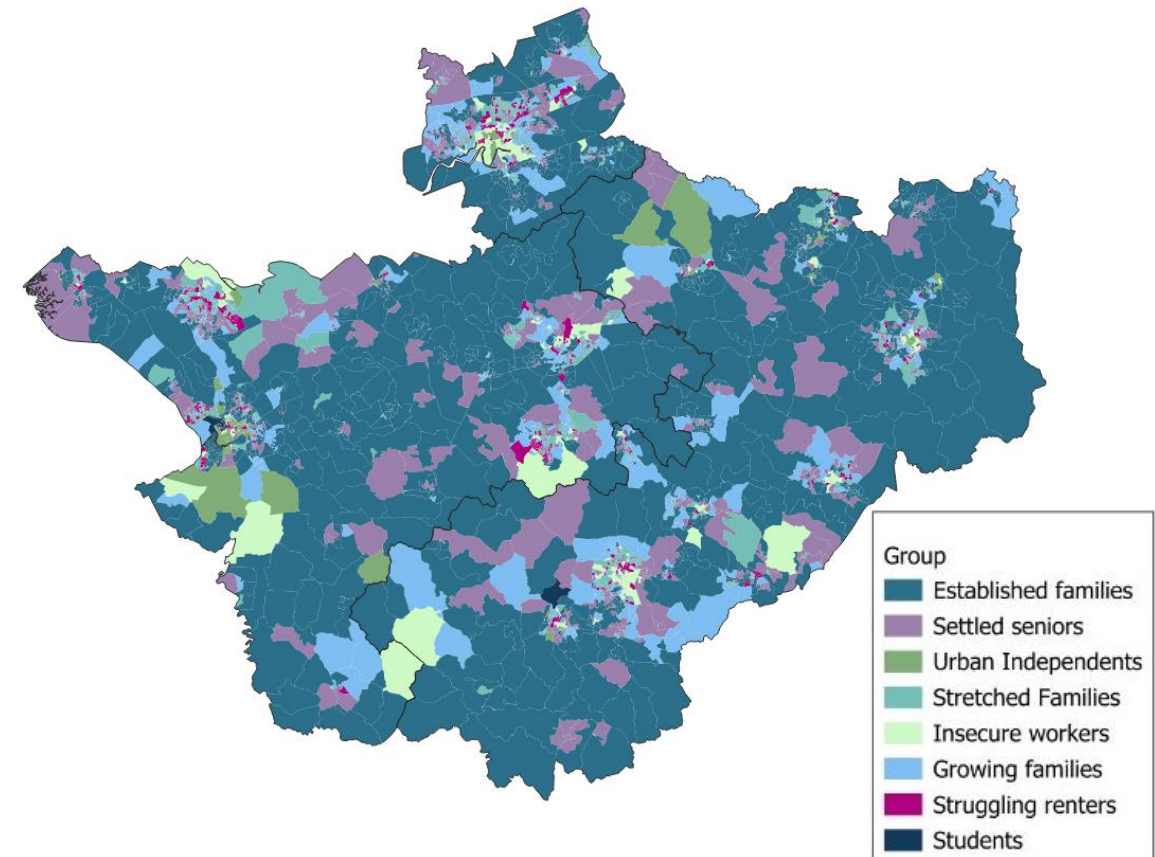 Group
Established families
Settled seniors
Urban Independents
Stretched Families
Insecure workers
Growing families
Struggling renters
Students